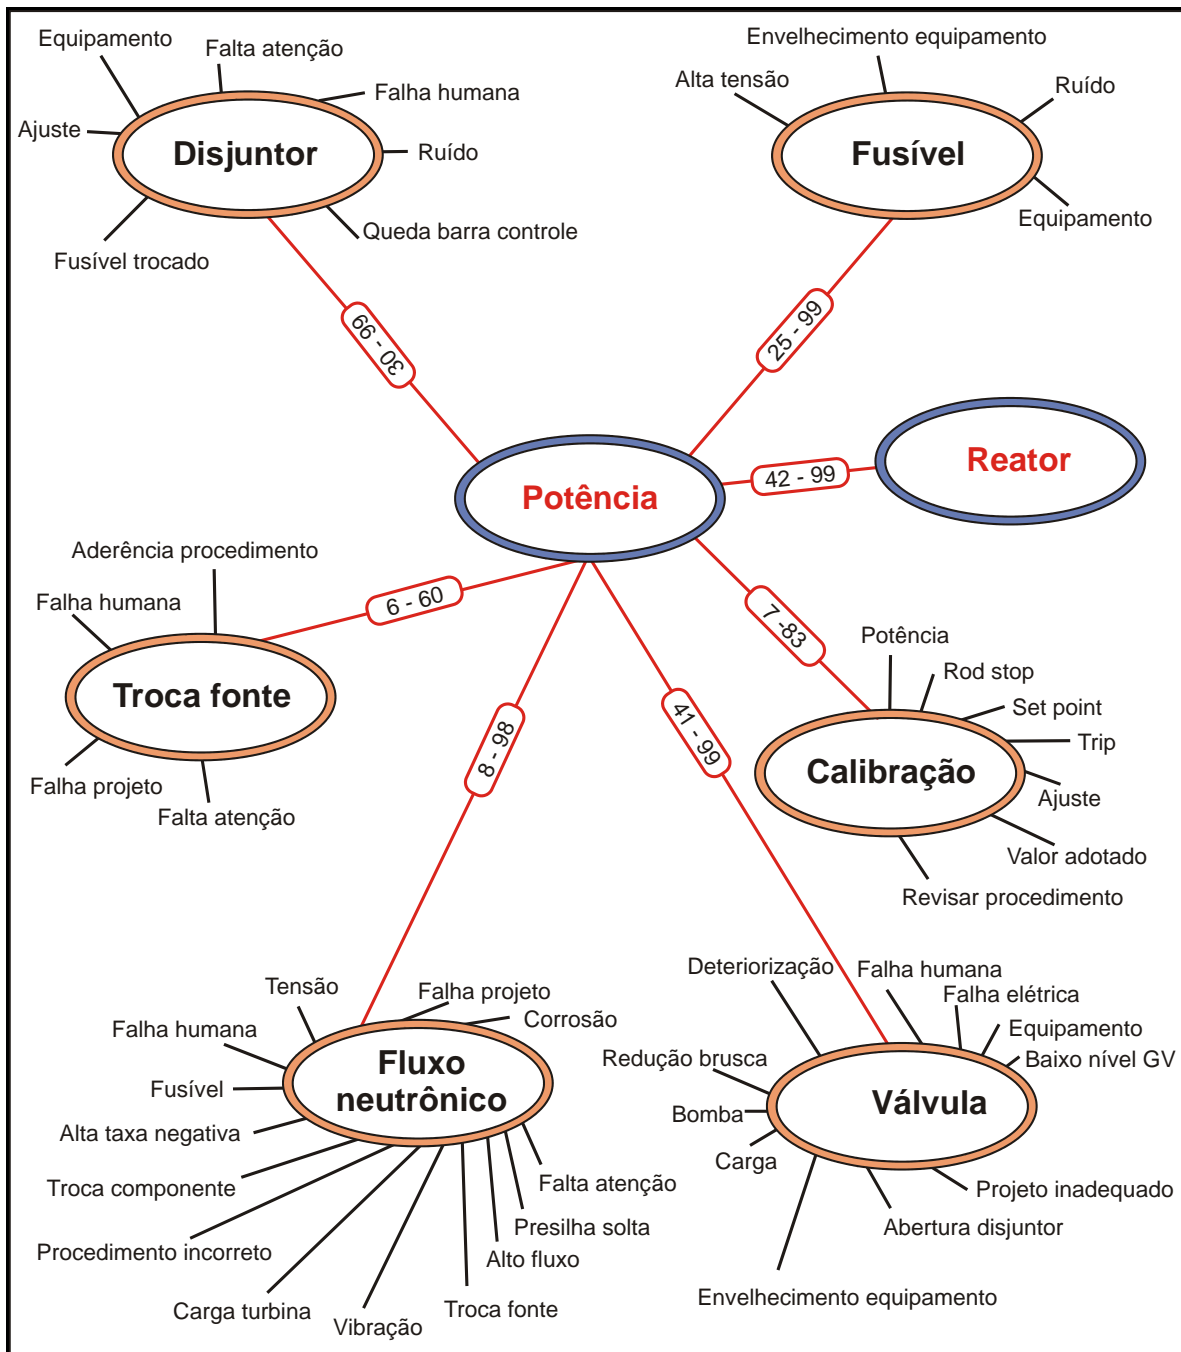 Equipamento
Falta atenção
Falha humana
Ajuste
Disjuntor
Ruído
Queda barra controle
Fusível trocado
Envelhecimento equipamento
Alta tensão
Ruído
Fusível
Equipamento
30 - 99
25 - 99
Reator
42 - 99
Potência
Aderência procedimento
Falha humana
6 - 60
Troca fonte
Falha projeto
Falta atenção
7 -83
Potência
Rod stop
Set point
Trip
Calibração
Ajuste
Valor adotado
Revisar procedimento
8 - 98
41 - 99
Tensão
Falha projeto
Corrosão
Falha humana
Fluxo
neutrônico
Fusível
Alta taxa negativa
Troca componente
Falta atenção
Presilha solta
Procedimento incorreto
Alto fluxo
Carga turbina
Troca fonte
Vibração
Deteriorização
Falha humana
Falha elétrica
Equipamento
Baixo nível GV
Redução brusca
Válvula
Bomba
Carga
Projeto inadequado
Abertura disjuntor
Envelhecimento equipamento